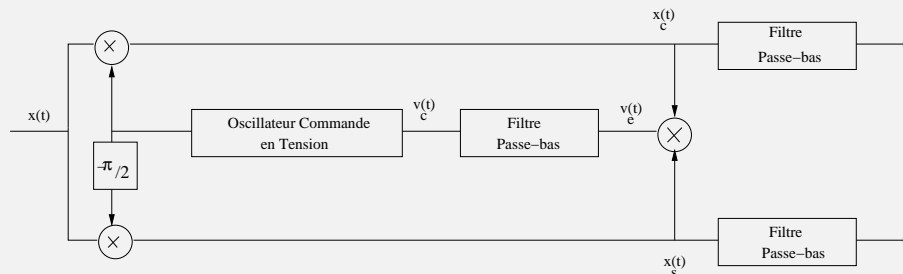 x(t)
c
Filtre
Passe−bas
x(t)
Oscillateur Commande
en Tension
v(t)
c
Filtre
Passe−bas
v(t)
e
−π/2
Filtre
Passe−bas
x(t)
s